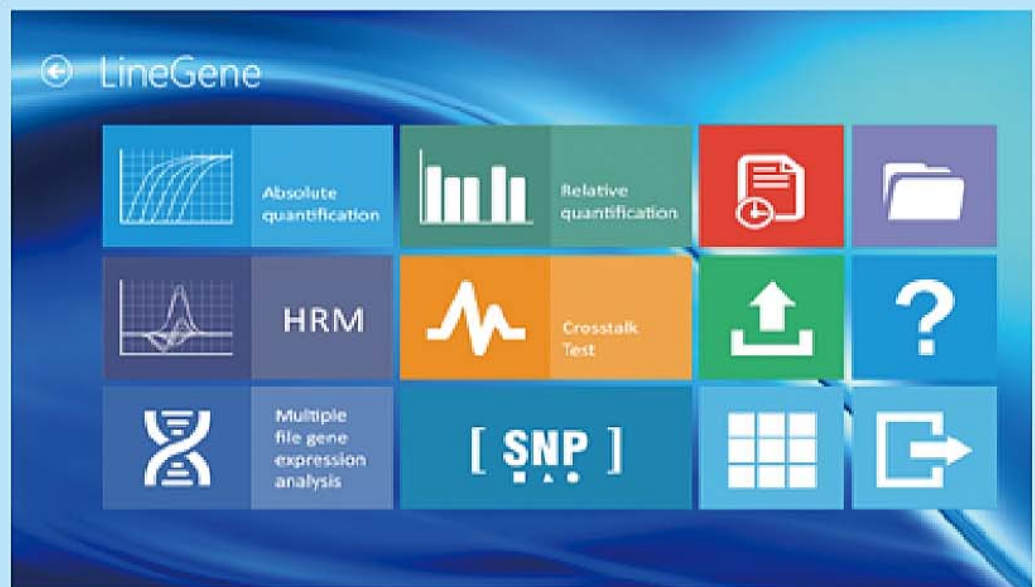 LineGene
Absolute
quantification
Relative
quantification
HRM
Crosstalk
Test
?
Multiple
file gene
expression
analysis
[ SNP ]